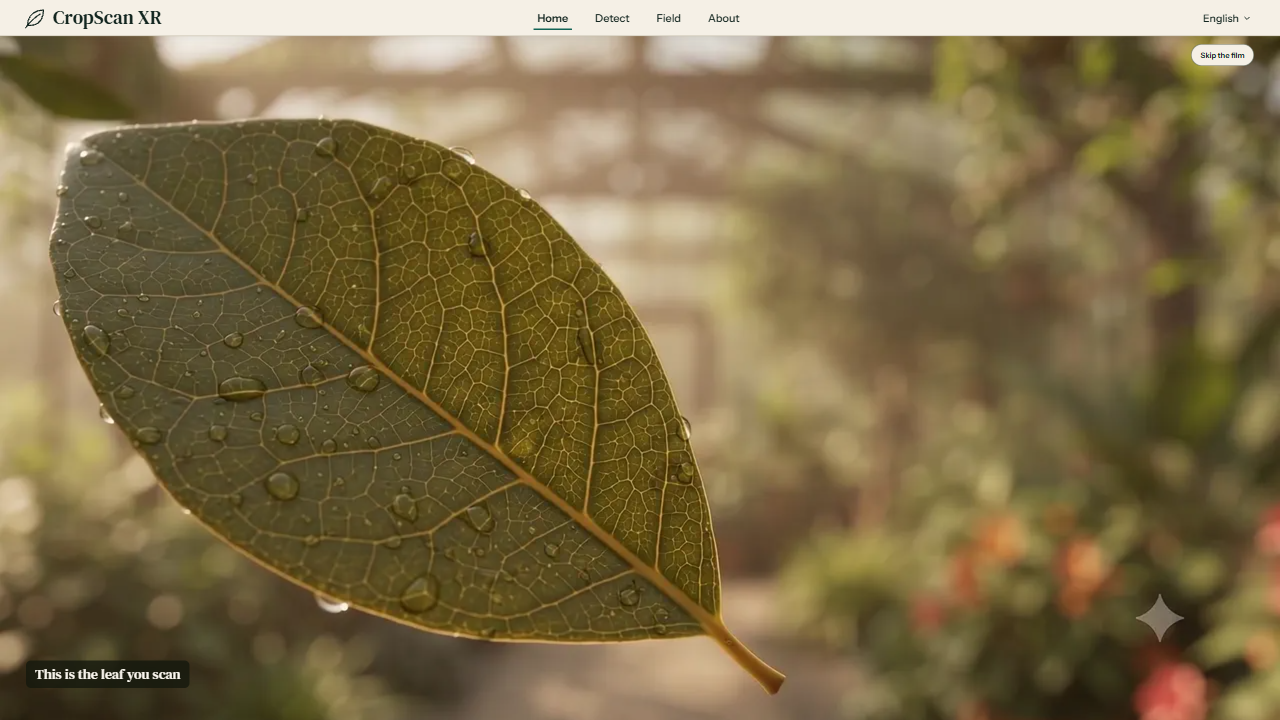 CropScan XR
Home
Detect
Field
About
English
Skip the film
This is the leaf you scan